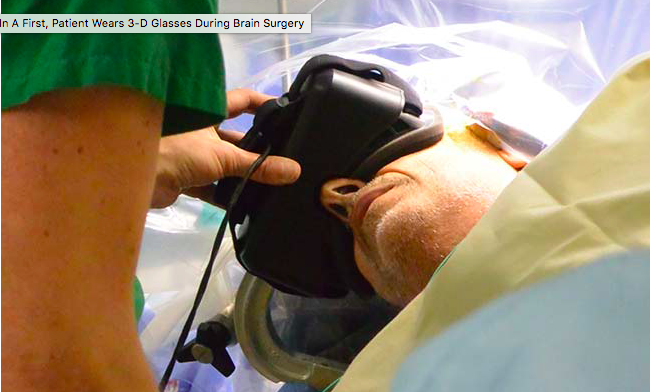 In A First, Patient Wears 3-D Glasses During Brain Surgery